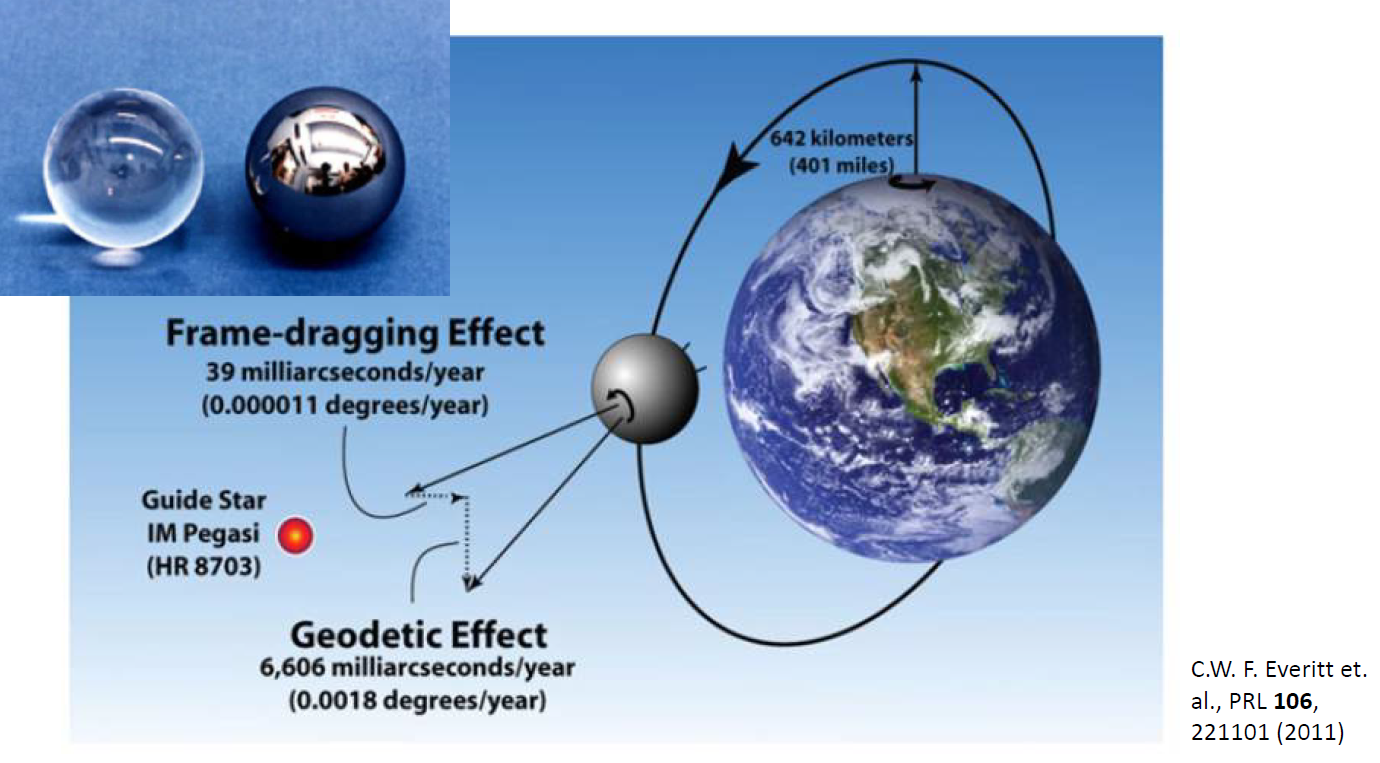 642 kilometers
(401 miles)
Frame-dragging Effect
39 milliarcseconds/year
(0.000011 degrees/year)
Guide Star
IM Pegasi
(HR 8703)
Geodetic Effect
6,606 milliarcseconds/year
(0.0018 degrees/year)
C.W. F. Everitt et.
al., PRL 106,
221101 (2011)